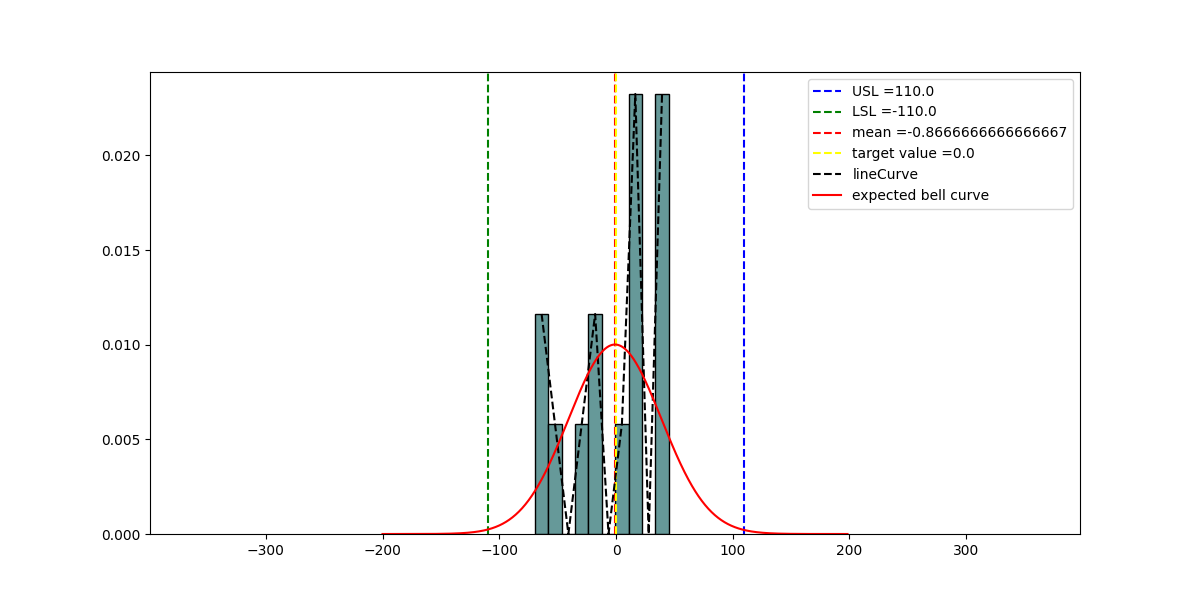 USL =110.0
LSL =-110.0
mean =-0.8666666666666667
target value =0.0
lineCurve
expected bell curve
0.020
0.015
0.010
0.005
0.000
−300
−200
−100
0
100
200
300